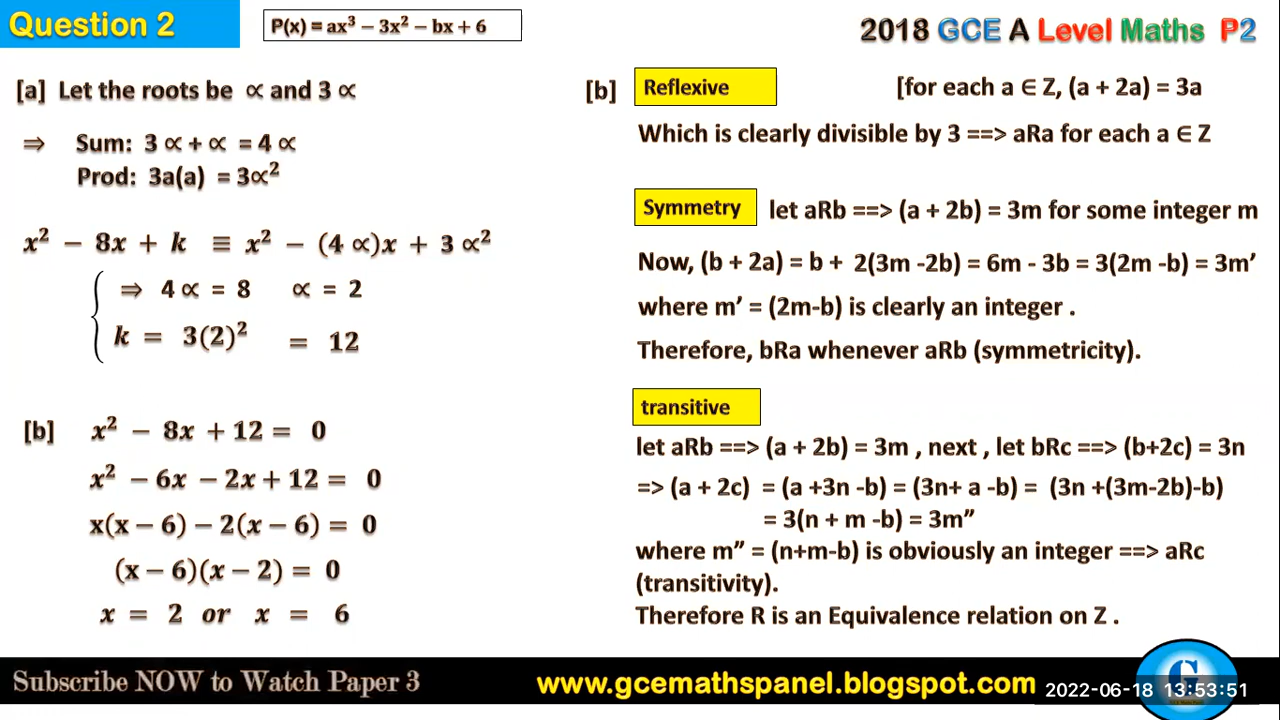 Question 2
P(x) = ax³ − 3x² − bx + 6
2018 GCE A Level Maths P2
[a] Let the roots be ∝ and 3 ∝
⇒ Sum: 3 ∝ + ∝ = 4 ∝
Prod: 3a(a) = 3∝²
x² − 8x + k ≡ x² − (4 ∝)x + 3 ∝²
⇒ 4 ∝ = 8 ∝ = 2
k = 3(2)² = 12
[b] x² − 8x + 12 = 0
x² − 6x − 2x + 12 = 0
x(x − 6) − 2(x − 6) = 0
(x − 6)(x − 2) = 0
x = 2 or x = 6
[b] Reflexive [for each a ∈ Z, (a + 2a) = 3a
Which is clearly divisible by 3 ==> aRa for each a ∈ Z
Symmetry let aRb ==> (a + 2b) = 3m for some integer m
Now, (b + 2a) = b + 2(3m -2b) = 6m - 3b = 3(2m -b) = 3m’
where m’ = (2m-b) is clearly an integer .
Therefore, bRa whenever aRb (symmetricity).
transitive
let aRb ==> (a + 2b) = 3m , next , let bRc ==> (b+2c) = 3n
=> (a + 2c) = (a +3n -b) = (3n+ a -b) = (3n +(3m-2b)-b)
= 3(n + m -b) = 3m”
where m” = (n+m-b) is obviously an integer ==> aRc
(transitivity).
Therefore R is an Equivalence relation on Z .
Subscribe NOW to Watch Paper 3
www.gcemathspanel.blogspot.com
G
2022-06-18 13:53:51